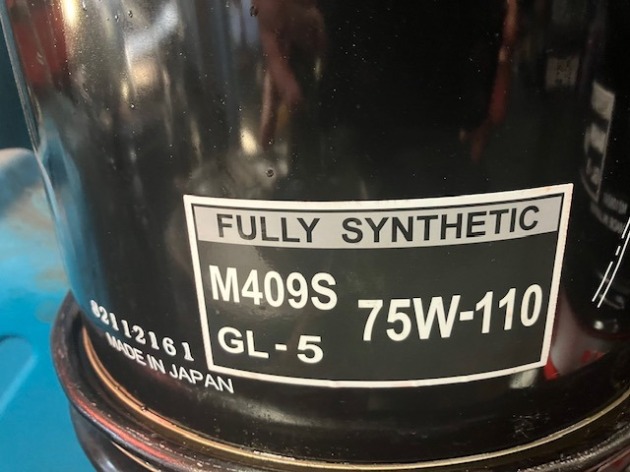 FULLY SYNTHETIC
M409S
GL-5
75W-110
82112161
MADE IN JAPAN